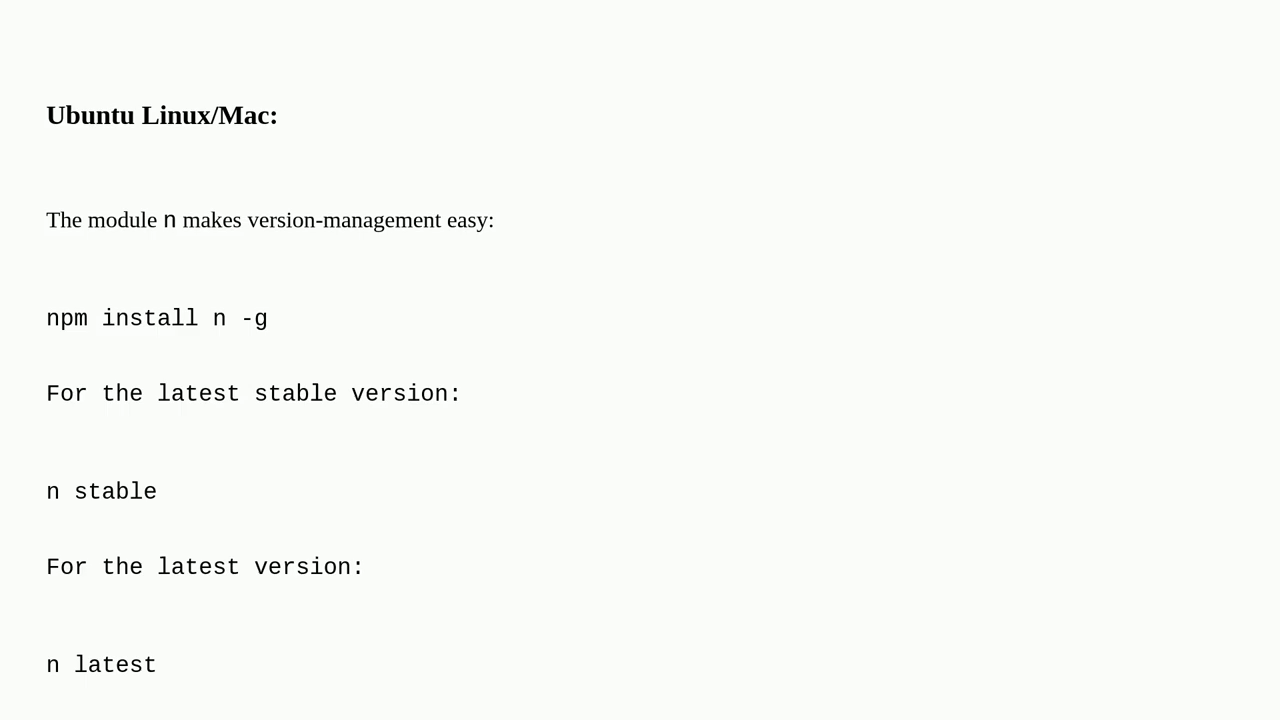 Ubuntu Linux/Mac:
The module n makes version-management easy:
npm install n -g
For the latest stable version:
n stable
For the latest version:
n latest